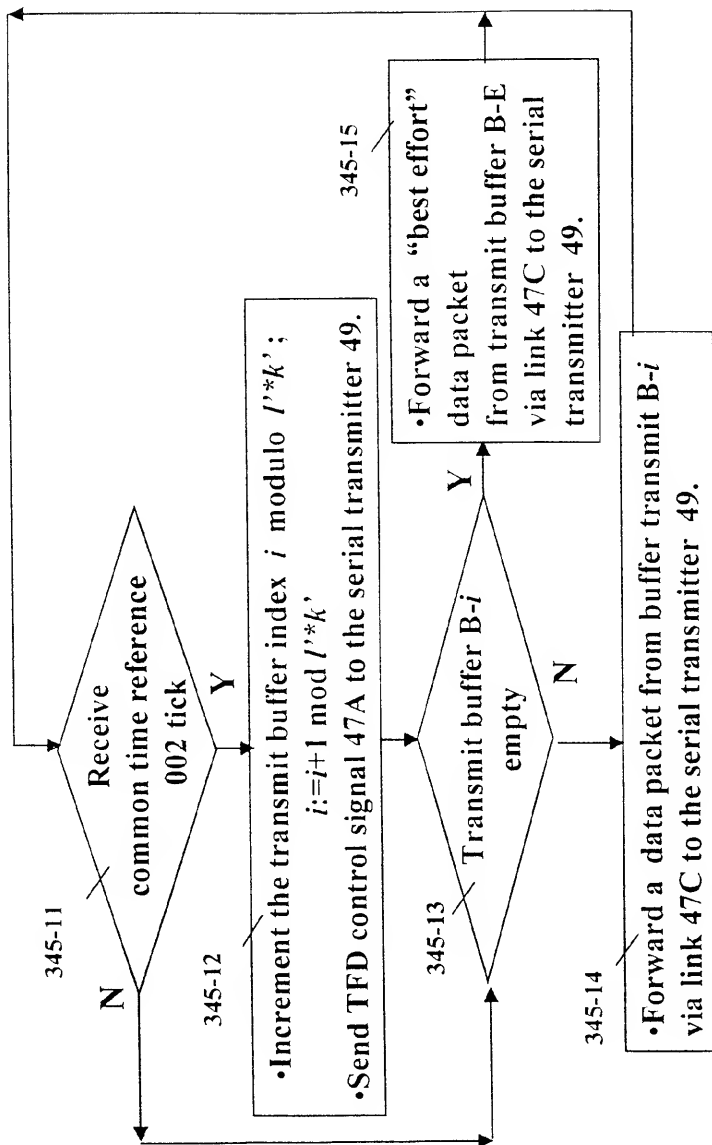 345-11
Receive
common time reference
002 tick
N
Y
345-12
•Increment the transmit buffer index i modulo l'*k' ;
i:=i+1 mod l'*k'
•Send TFD control signal 47A to the serial transmitter 49.
345-13
Transmit buffer B-i
empty
Y
N
345-15
•Forward a “best effort”
data packet
from transmit buffer B-E
via link 47C to the serial
transmitter 49.
345-14
•Forward a data packet from buffer transmit B-i
via link 47C to the serial transmitter 49.